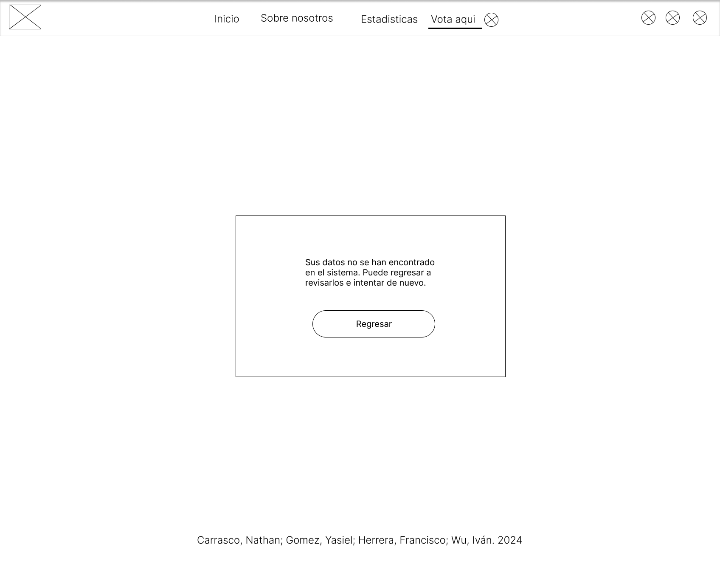 Inicio Sobre nosotros Estadisticas Vota aqui
Sus datos no se han encontrado
en el sistema. Puede regresar a
revisarlos e intentar de nuevo.
Regresar
Carrasco, Nathan; Gomez, Yasiel; Herrera, Francisco; Wu, Iván. 2024